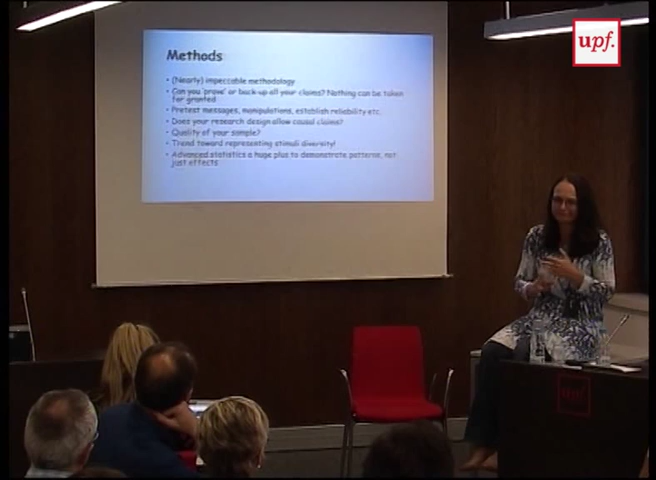 upf.
Methods
• (Nearly) impeccable methodology
• Can you 'prove' or back-up all your claims? Nothing can be taken
for granted
• Pretest messages, manipulations, establish reliability etc.
• Does your research design allow causal claims?
• Quality of your sample?
• Trend toward representing stimuli diversity!
• Advanced statistics a huge plus to demonstrate patterns, not
just effects
upf.